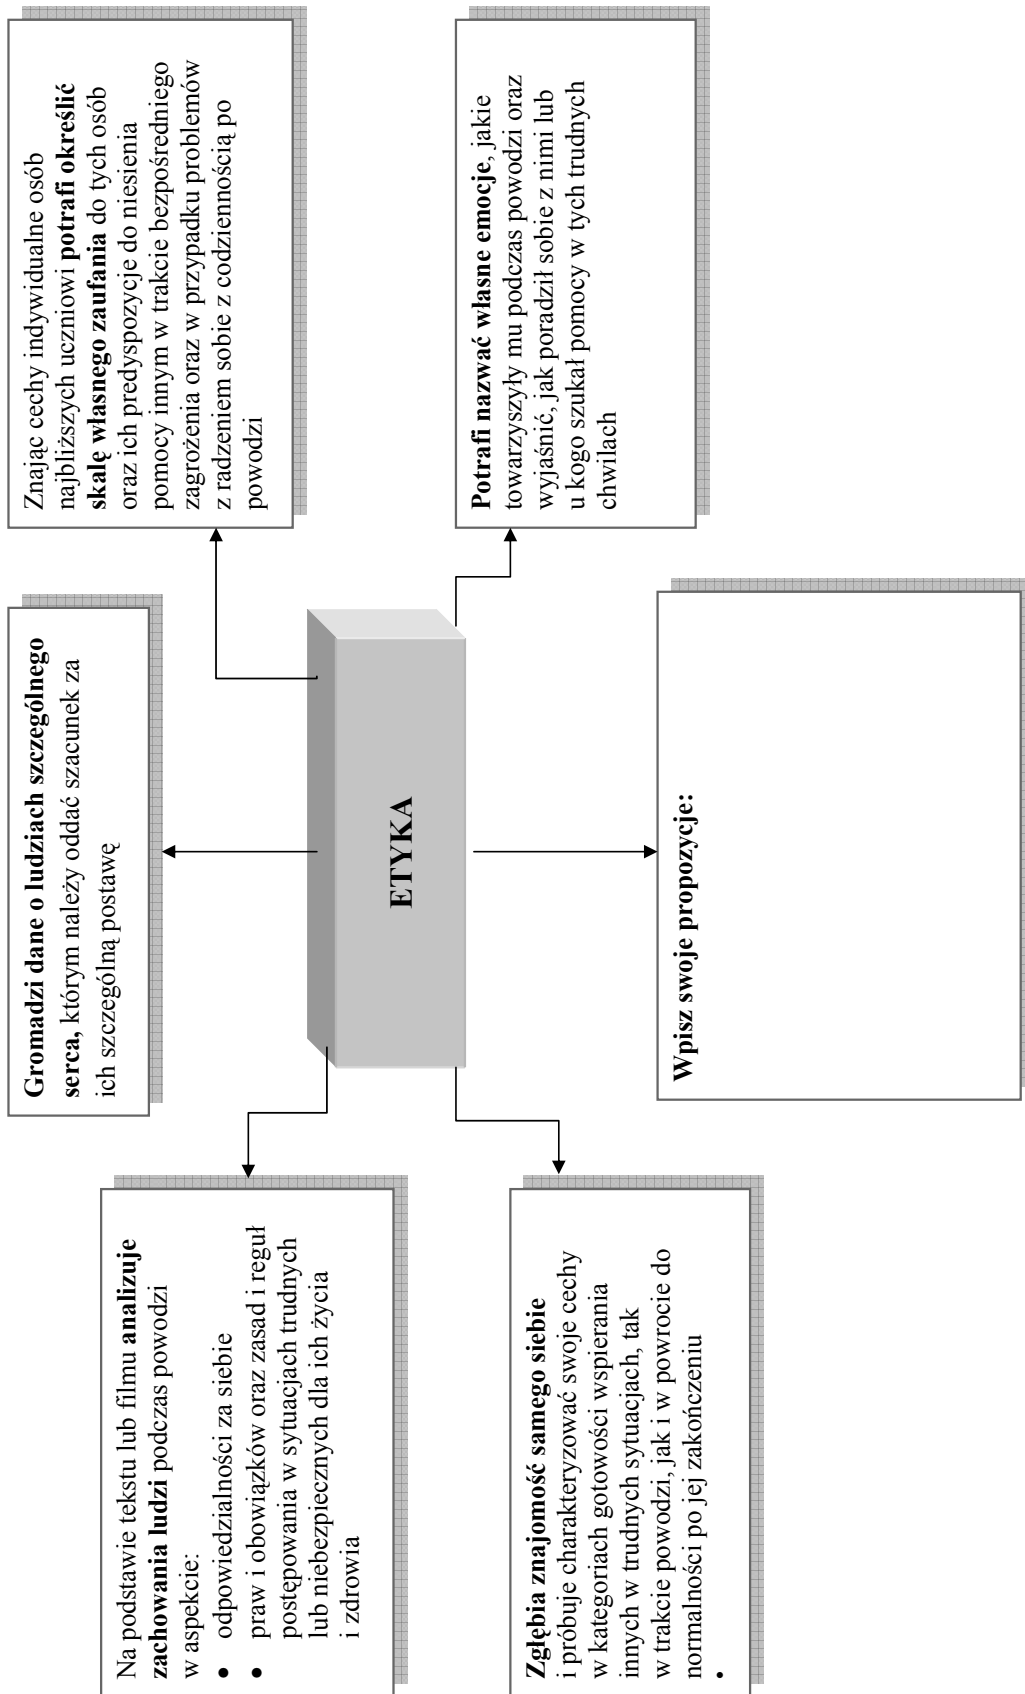 Na podstawie tekstu lub filmu analizuje
zachowania ludzi podczas powodzi
w aspekcie:
● odpowiedzialności za siebie
● praw i obowiązków oraz zasad i reguł
postępowania w sytuacjach trudnych
lub niebezpiecznych dla ich życia
i zdrowia
Gromadzi dane o ludziach szczególnego
serca, którym należy oddać szacunek za
ich szczególną postawę
Znając cechy indywidualne osób
najbliższych uczniowi potrafi określić
skalę własnego zaufania do tych osób
oraz ich predyspozycje do niesienia
pomocy innym w trakcie bezpośredniego
zagrożenia oraz w przypadku problemów
z radzeniem sobie z codziennością po
powodzi
ETYKA
Zgłębia znajomość samego siebie
i próbuje charakteryzować swoje cechy
w kategoriach gotowości wspierania
innych w trudnych sytuacjach, tak
w trakcie powodzi, jak i w powrocie do
normalności po jej zakończeniu
•
Wpisz swoje propozycje:
Potrafi nazwać własne emocje, jakie
towarzyszyły mu podczas powodzi oraz
wyjaśnić, jak poradził sobie z nimi lub
u kogo szukał pomocy w tych trudnych
chwilach